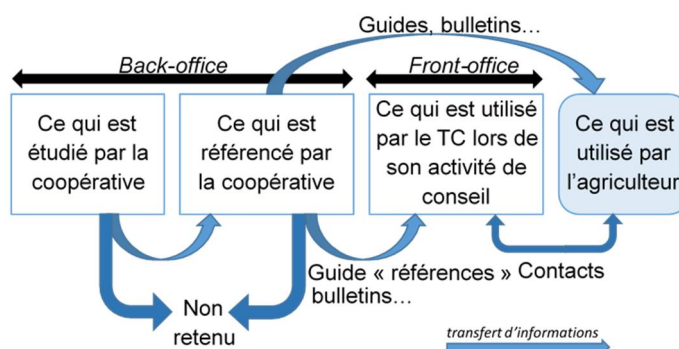 Guides, bulletins...
Back-office
Front-office
Ce qui est
étudié par la
coopérative
Ce qui est
référencé par
la coopérative
Ce qui est utilisé
par le TC lors de
son activité de
conseil
Ce qui est
utilisé par
l'agriculteur
Guide « références »
bulletins...
Contacts
Non
retenu
transfert d'informations